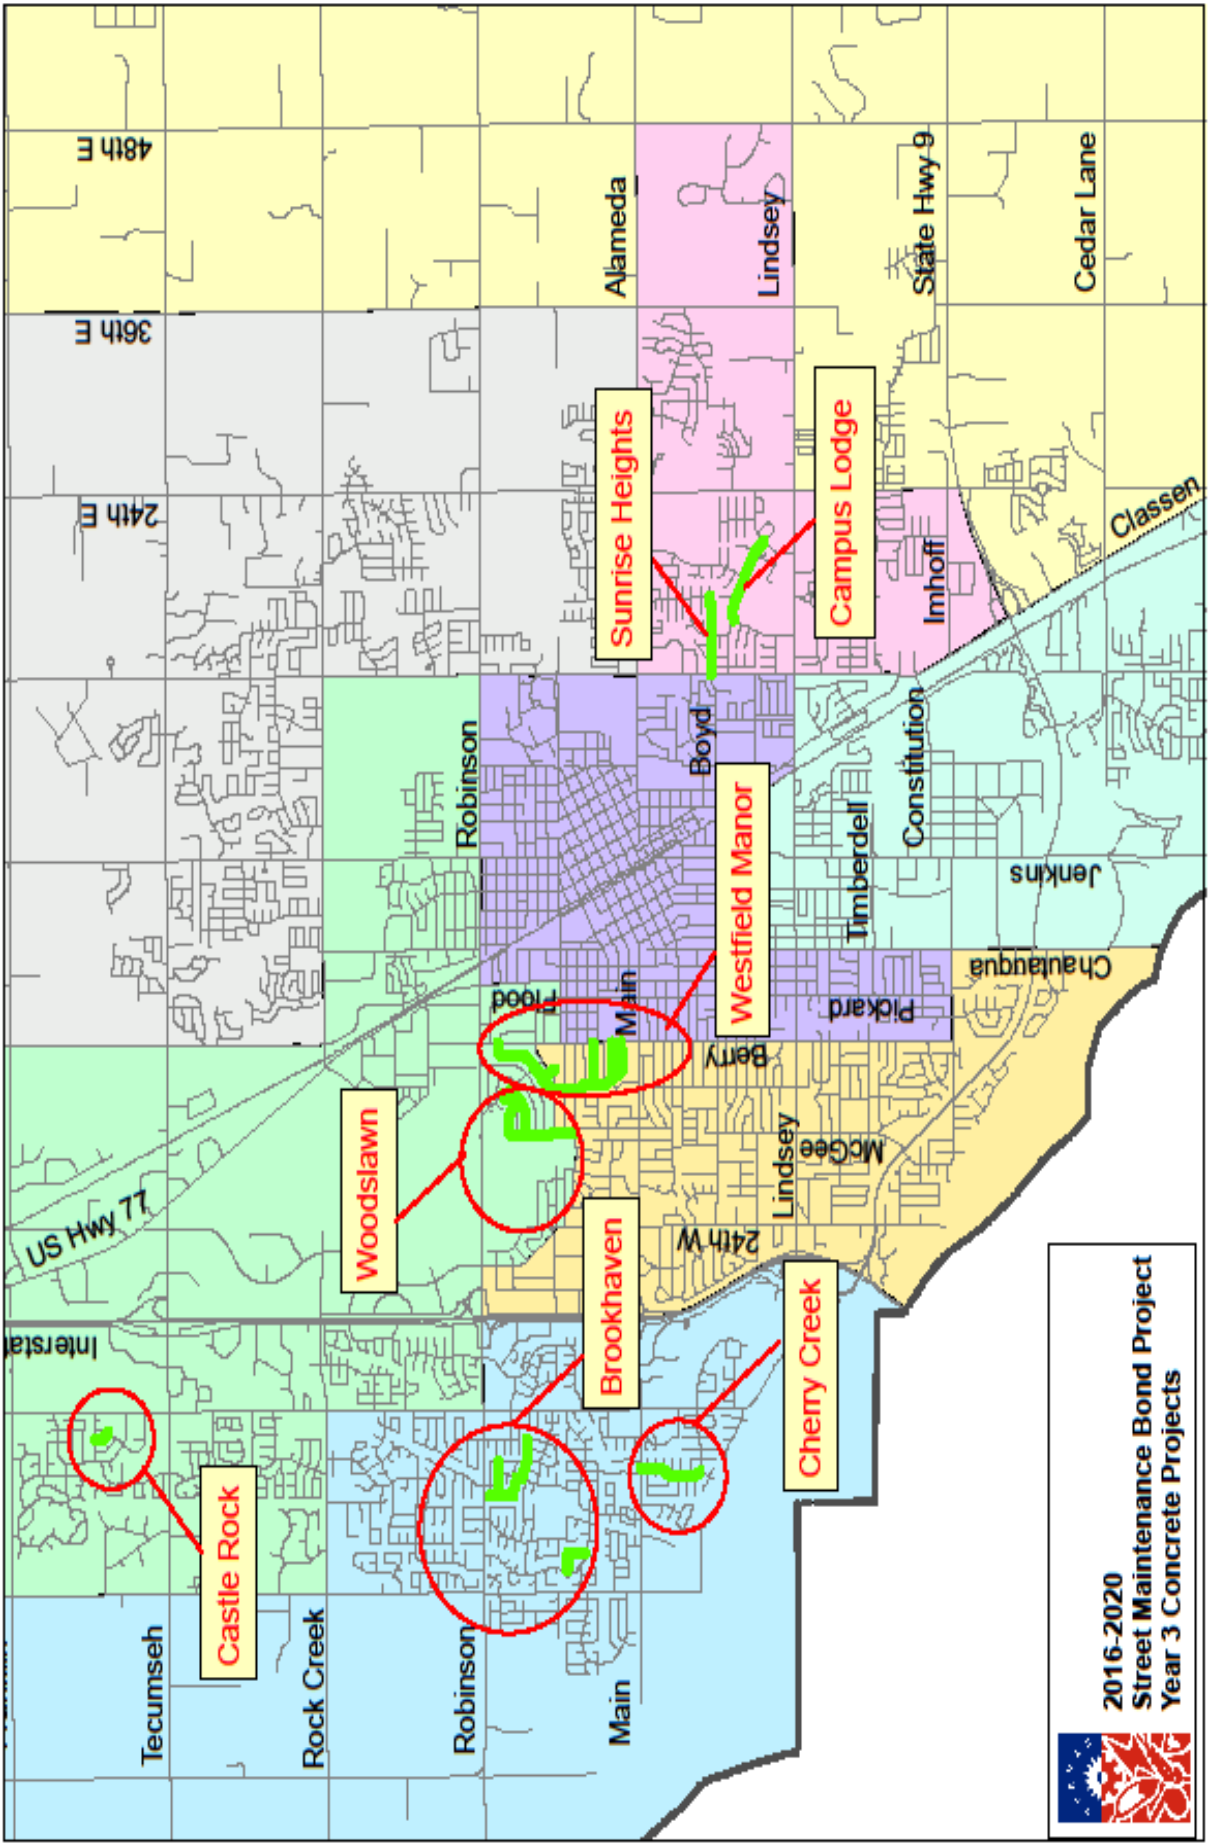 Tecumseh
Rock Creek
Robinson
Main
Castle Rock
Brookhaven
Cherry Creek
Woodslawn
Westfield Manor
Sunrise Heights
Campus Lodge
Interstat
US Hwy 77
24th W
McGee
Lindsey
Berry
Flood
Main
Pickard
Chautauqua
Robinson
Boyd
Timberdell
Constitution
Jenkins
Imhoff
Classen
24th E
36th E
48th E
Alameda
Lindsey
State Hwy 9
Cedar Lane
2016-2020
Street Maintenance Bond Project
Year 3 Concrete Projects